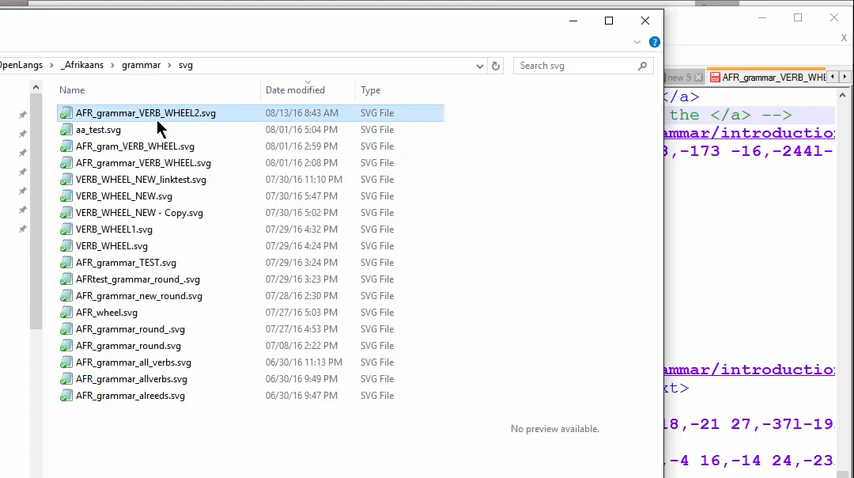 OpenLangs > _Afrikaans > grammar > svg
Search svg
Name Date modified Type
AFR_grammar_VERB_WHEEL2.svg 08/13/16 8:43 AM SVG File
aa_test.svg 08/01/16 5:04 PM SVG File
AFR_gram_VERB_WHEEL.svg 08/01/16 2:59 PM SVG File
AFR_grammar_VERB_WHEEL.svg 08/01/16 2:08 PM SVG File
VERB_WHEEL_NEW_linktest.svg 07/30/16 11:10 PM SVG File
VERB_WHEEL_NEW.svg 07/30/16 5:47 PM SVG File
VERB_WHEEL_NEW - Copy.svg 07/30/16 5:02 PM SVG File
VERB_WHEEL1.svg 07/29/16 4:32 PM SVG File
VERB_WHEEL.svg 07/29/16 4:24 PM SVG File
AFR_grammar_TEST.svg 07/29/16 3:24 PM SVG File
AFRtest_grammar_round_.svg 07/29/16 3:23 PM SVG File
AFR_grammar_new_round.svg 07/28/16 2:30 PM SVG File
AFR_wheel.svg 07/27/16 5:03 PM SVG File
AFR_grammar_round_.svg 07/27/16 4:53 PM SVG File
AFR_grammar_round.svg 07/08/16 2:22 PM SVG File
AFR_grammar_all_verbs.svg 06/30/16 11:13 PM SVG File
AFR_grammar_allverbs.svg 06/30/16 9:49 PM SVG File
AFR_grammar_alreeds.svg 06/30/16 9:47 PM SVG File
No preview available.
X
new 9 AFR_grammar_VERB_WHE
</a>
the </a> -->
ammar/introductio
3,-173 -16,-244l-
ammar/introductio
xt>
18,-21 27,-37l-19
,-4 16,-14 24,-23